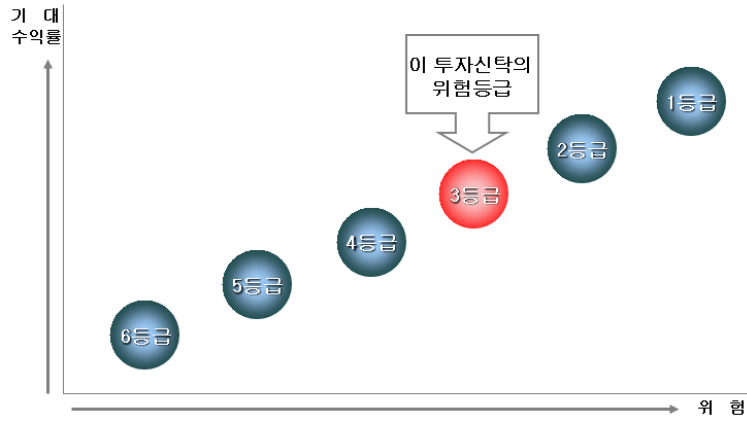 기 대
수익률
이 투자신탁의
위험등급
1등급
2등급
3등급
4등급
5등급
6등급
위 험